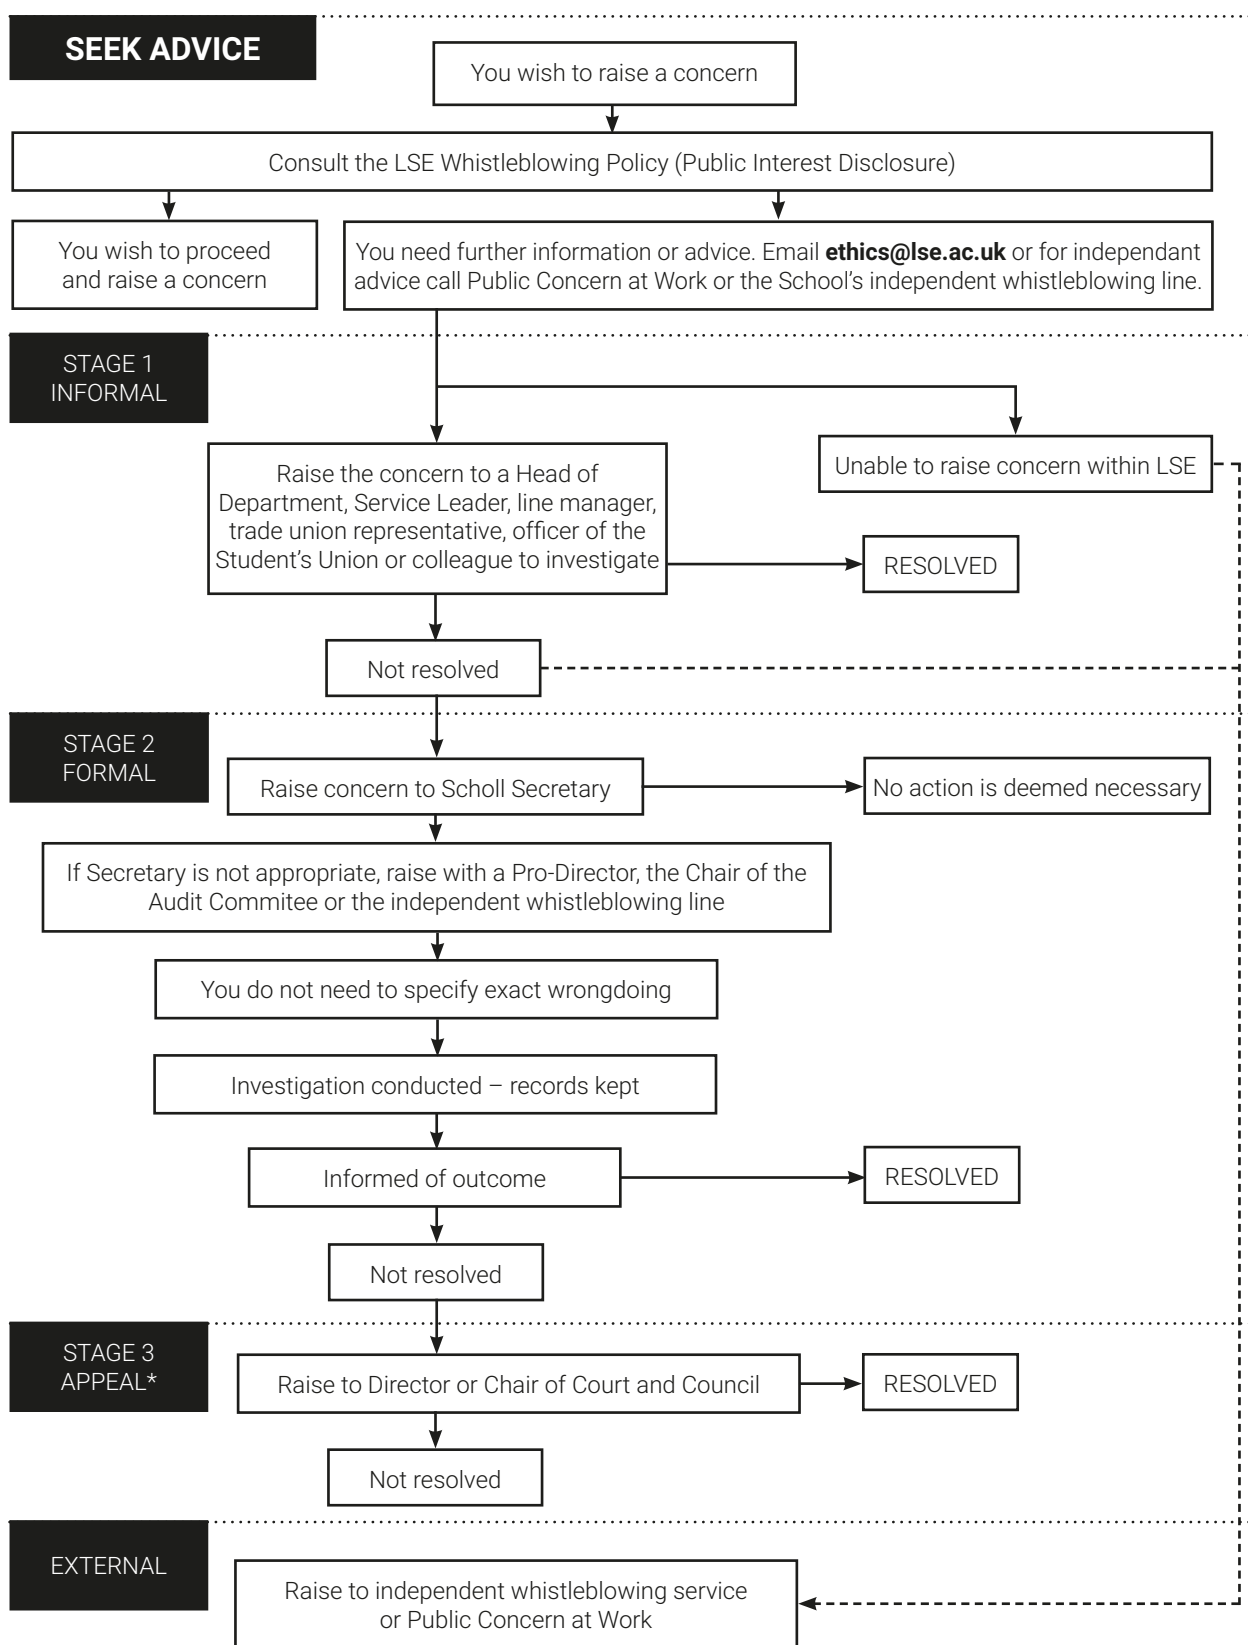 SEEK ADVICE
You wish to raise a concern
Consult the LSE Whistleblowing Policy (Public Interest Disclosure)
You wish to proceed
and raise a concern
You need further information or advice. Email ethics@lse.ac.uk or for independant
advice call Public Concern at Work or the School’s independent whistleblowing line.
STAGE 1
INFORMAL
Raise the concern to a Head of
Department, Service Leader, line manager,
trade union representative, officer of the
Student’s Union or colleague to investigate
Unable to raise concern within LSE
RESOLVED
Not resolved
STAGE 2
FORMAL
Raise concern to Scholl Secretary
No action is deemed necessary
If Secretary is not appropriate, raise with a Pro-Director, the Chair of the
Audit Commitee or the independent whistleblowing line
You do not need to specify exact wrongdoing
Investigation conducted – records kept
Informed of outcome
RESOLVED
Not resolved
STAGE 3
APPEAL*
Raise to Director or Chair of Court and Council
RESOLVED
Not resolved
EXTERNAL
Raise to independent whistleblowing service
or Public Concern at Work